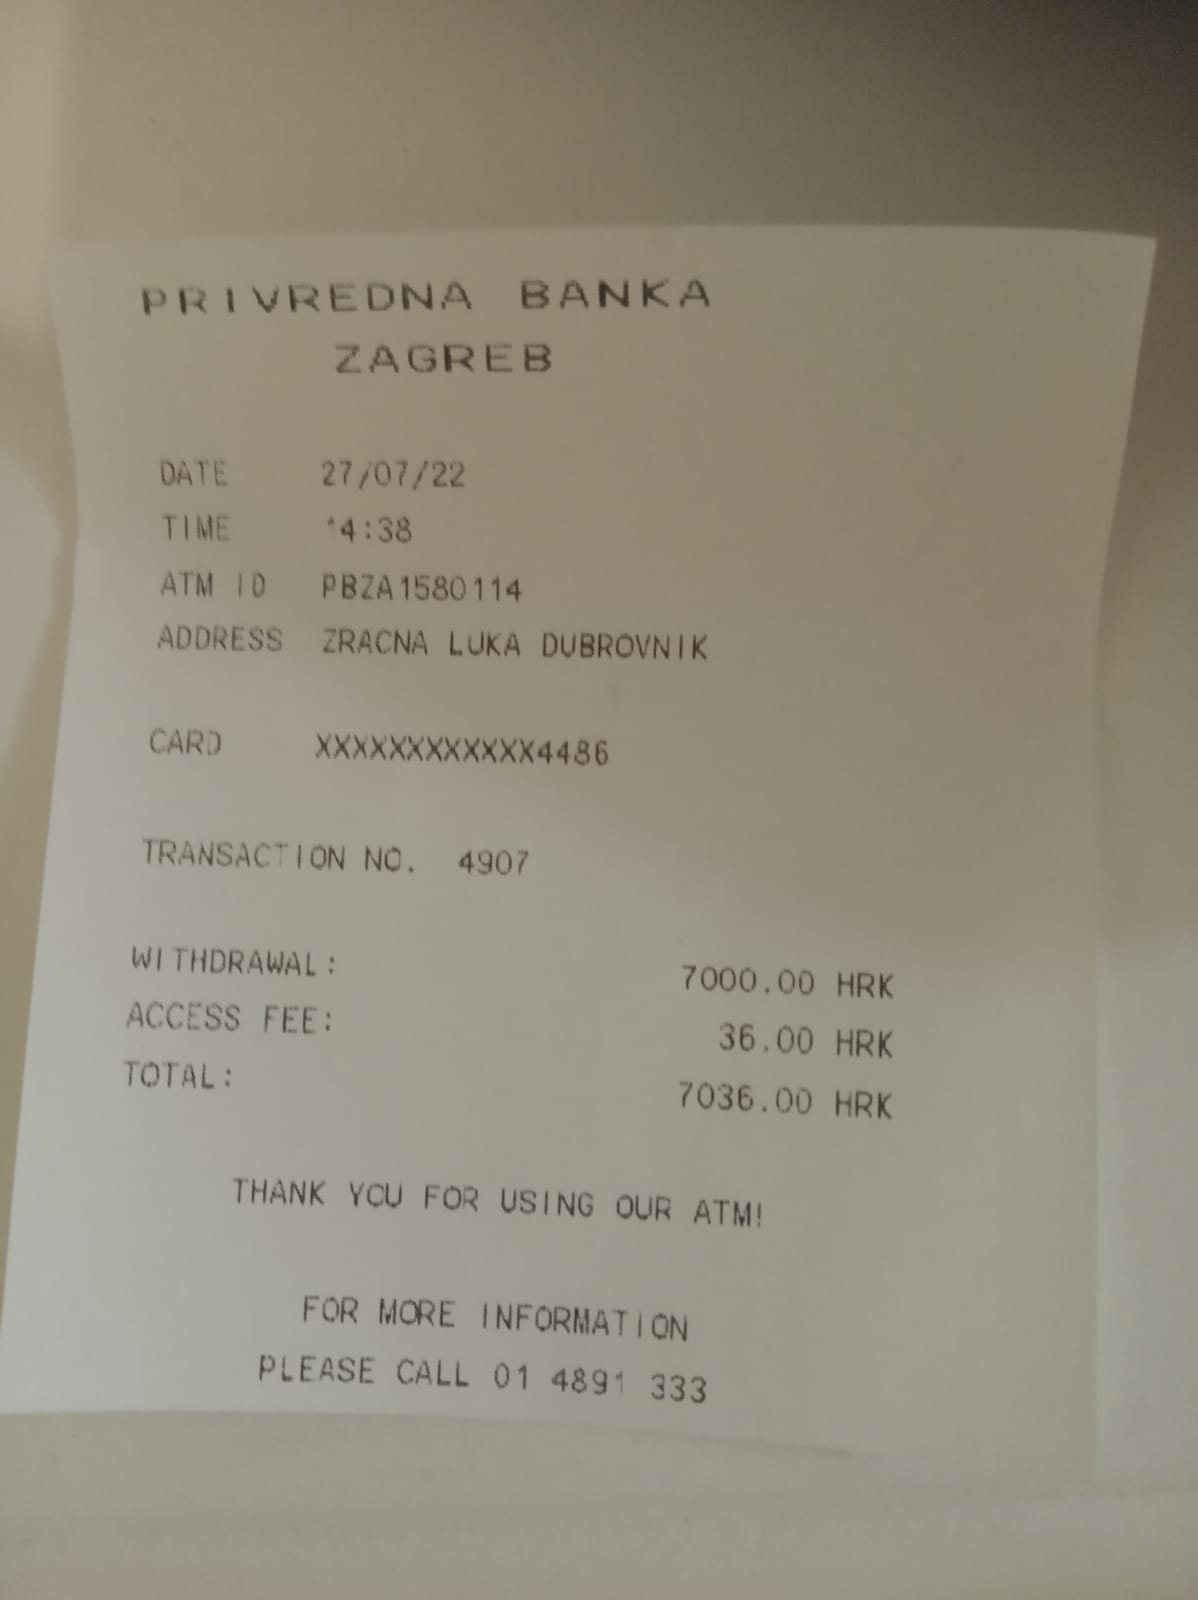 PRIVREDNA BANKA
ZAGREB
DATE 27/07/22
TIME 14:38
ATM ID PBZA1580114
ADDRESS ZRACNA LUKA DUBROVNIK
CARD XXXXXXXXXXXX4486
TRANSACTION NO. 4907
WITHDRAWAL: 7000.00 HRK
ACCESS FEE: 36.00 HRK
TOTAL: 7036.00 HRK
THANK YOU FOR USING OUR ATM!
FOR MORE INFORMATION
PLEASE CALL 01 4891 333